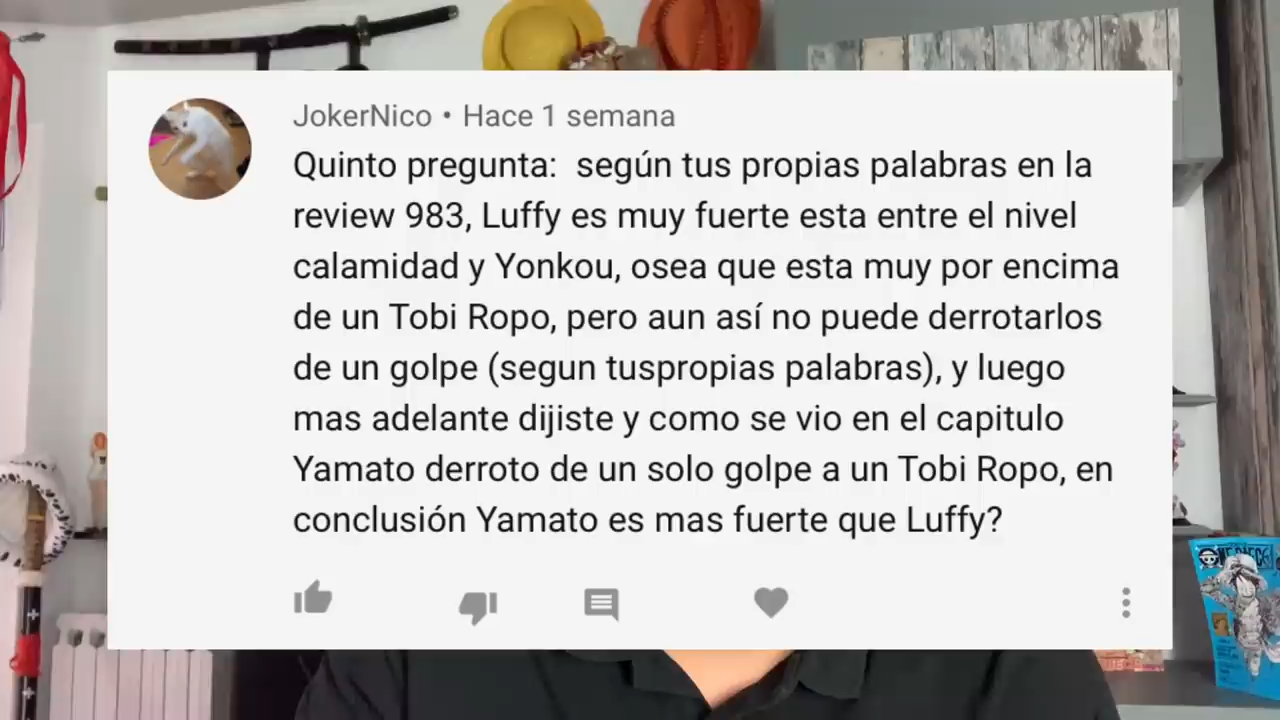 JokerNico • Hace 1 semana
Quinto pregunta:  según tus propias palabras en la
review 983, Luffy es muy fuerte esta entre el nivel
calamidad y Yonkou, osea que esta muy por encima
de un Tobi Ropo, pero aun así no puede derrotarlos
de un golpe (segun tuspropias palabras), y luego
mas adelante dijiste y como se vio en el capitulo
Yamato derroto de un solo golpe a un Tobi Ropo, en
conclusión Yamato es mas fuerte que Luffy?
ONE PIECE